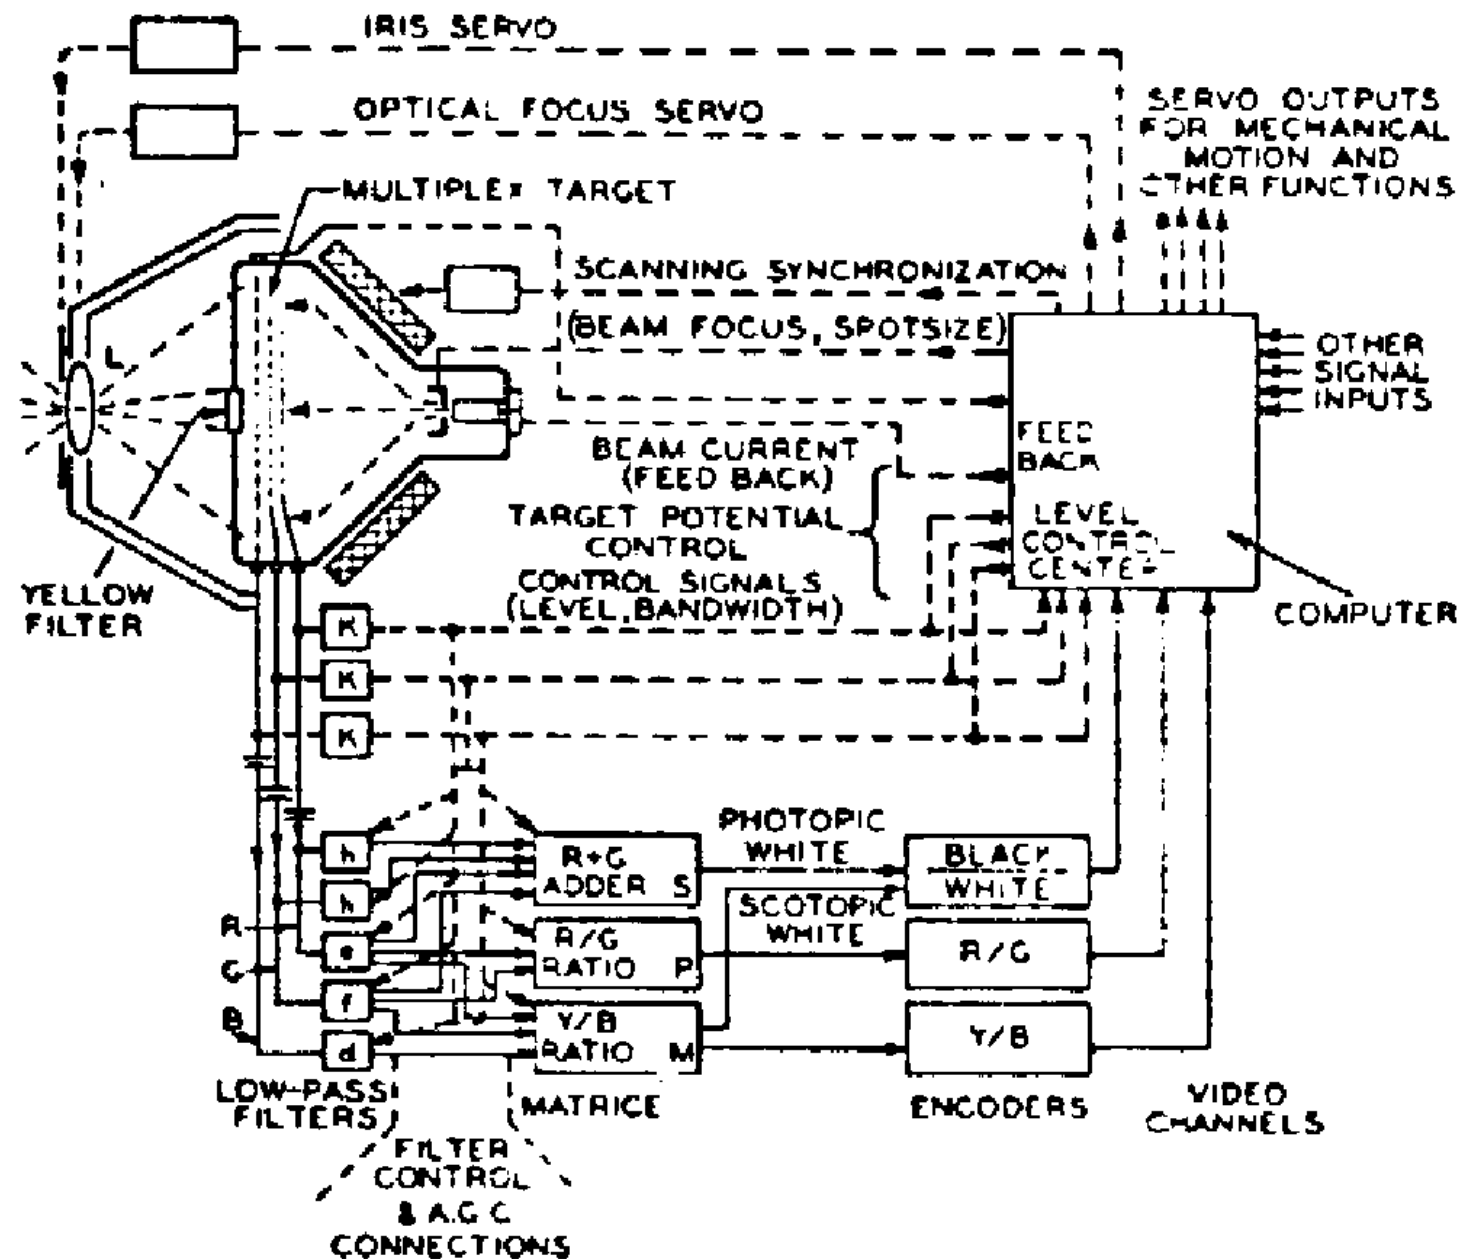 IRIS SERVO
OPTICAL FOCUS SERVO
SERVO OUTPUTS
FOR MECHANICAL
MOTION AND
OTHER FUNCTIONS
MULTIPLEX TARGET
SCANNING SYNCHRONIZATION
(BEAM FOCUS, SPOTSIZE)
L
OTHER
SIGNAL
INPUTS
FEED
BACK
BEAM CURRENT
(FEED BACK)
TARGET POTENTIAL
CONTROL
LEVEL
CONTROL
CENTER
CONTROL SIGNALS
(LEVEL, BANDWIDTH)
YELLOW
FILTER
COMPUTER
K
K
K
h
h
e
f
d
R
G
B
R+G
ADDER S
R/G
RATIO P
Y/B
RATIO M
PHOTOPIC
WHITE
SCOTOPIC
WHITE
BLACK
WHITE
R/G
Y/B
LOW-PASS
FILTERS
MATRICE
ENCODERS
VIDEO
CHANNELS
FILTER
CONTROL
& A.G C
CONNECTIONS